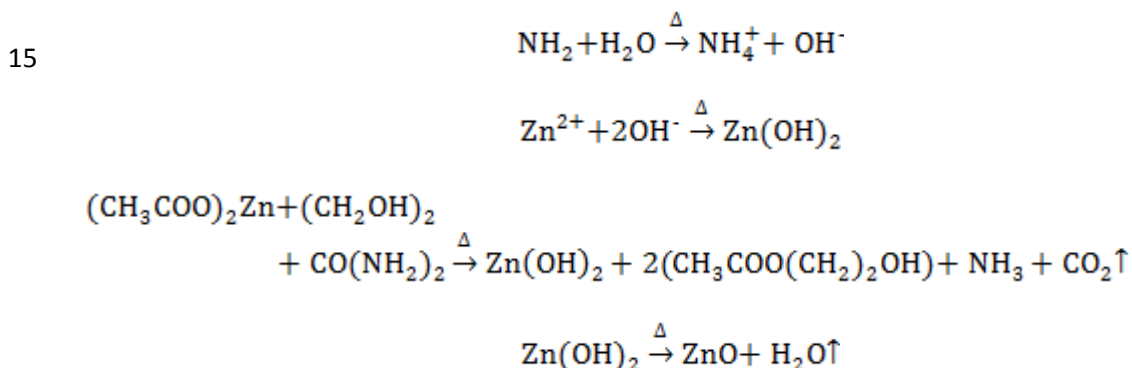 NH₂+H₂O →Δ NH₄⁺+ OH⁻
15
Zn²⁺+2OH⁻ →Δ Zn(OH)₂
(CH₃COO)₂Zn+(CH₂OH)₂
+ CO(NH₂)₂ →Δ Zn(OH)₂ + 2(CH₃COO(CH₂)₂OH)+ NH₃ + CO₂↑
Zn(OH)₂ →Δ ZnO+ H₂O↑